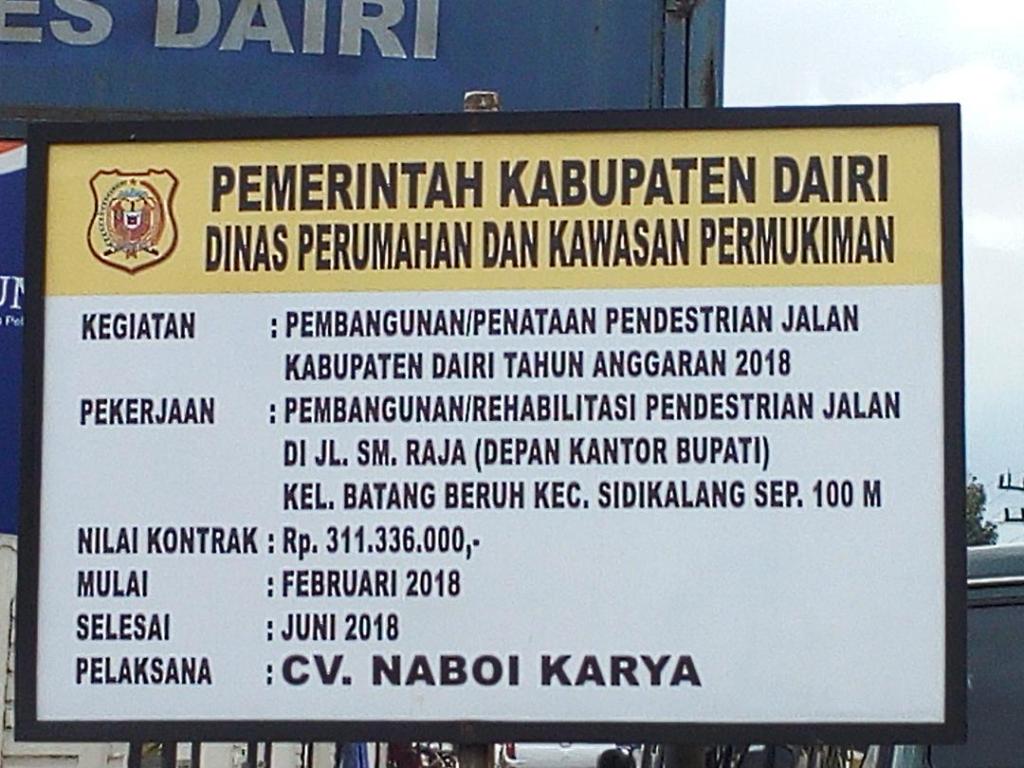 ES DAIRI
PEMERINTAH KABUPATEN DAIRI
DINAS PERUMAHAN DAN KAWASAN PERMUKIMAN
KEGIATAN : PEMBANGUNAN/PENATAAN PENDESTRIAN JALAN
KABUPATEN DAIRI TAHUN ANGGARAN 2018
PEKERJAAN : PEMBANGUNAN/REHABILITASI PENDESTRIAN JALAN
DI JL. SM. RAJA (DEPAN KANTOR BUPATI)
KEL. BATANG BERUH KEC. SIDIKALANG SEP. 100 M
NILAI KONTRAK : Rp. 311.336.000,-
MULAI : FEBRUARI 2018
SELESAI : JUNI 2018
PELAKSANA : CV. NABOI KARYA